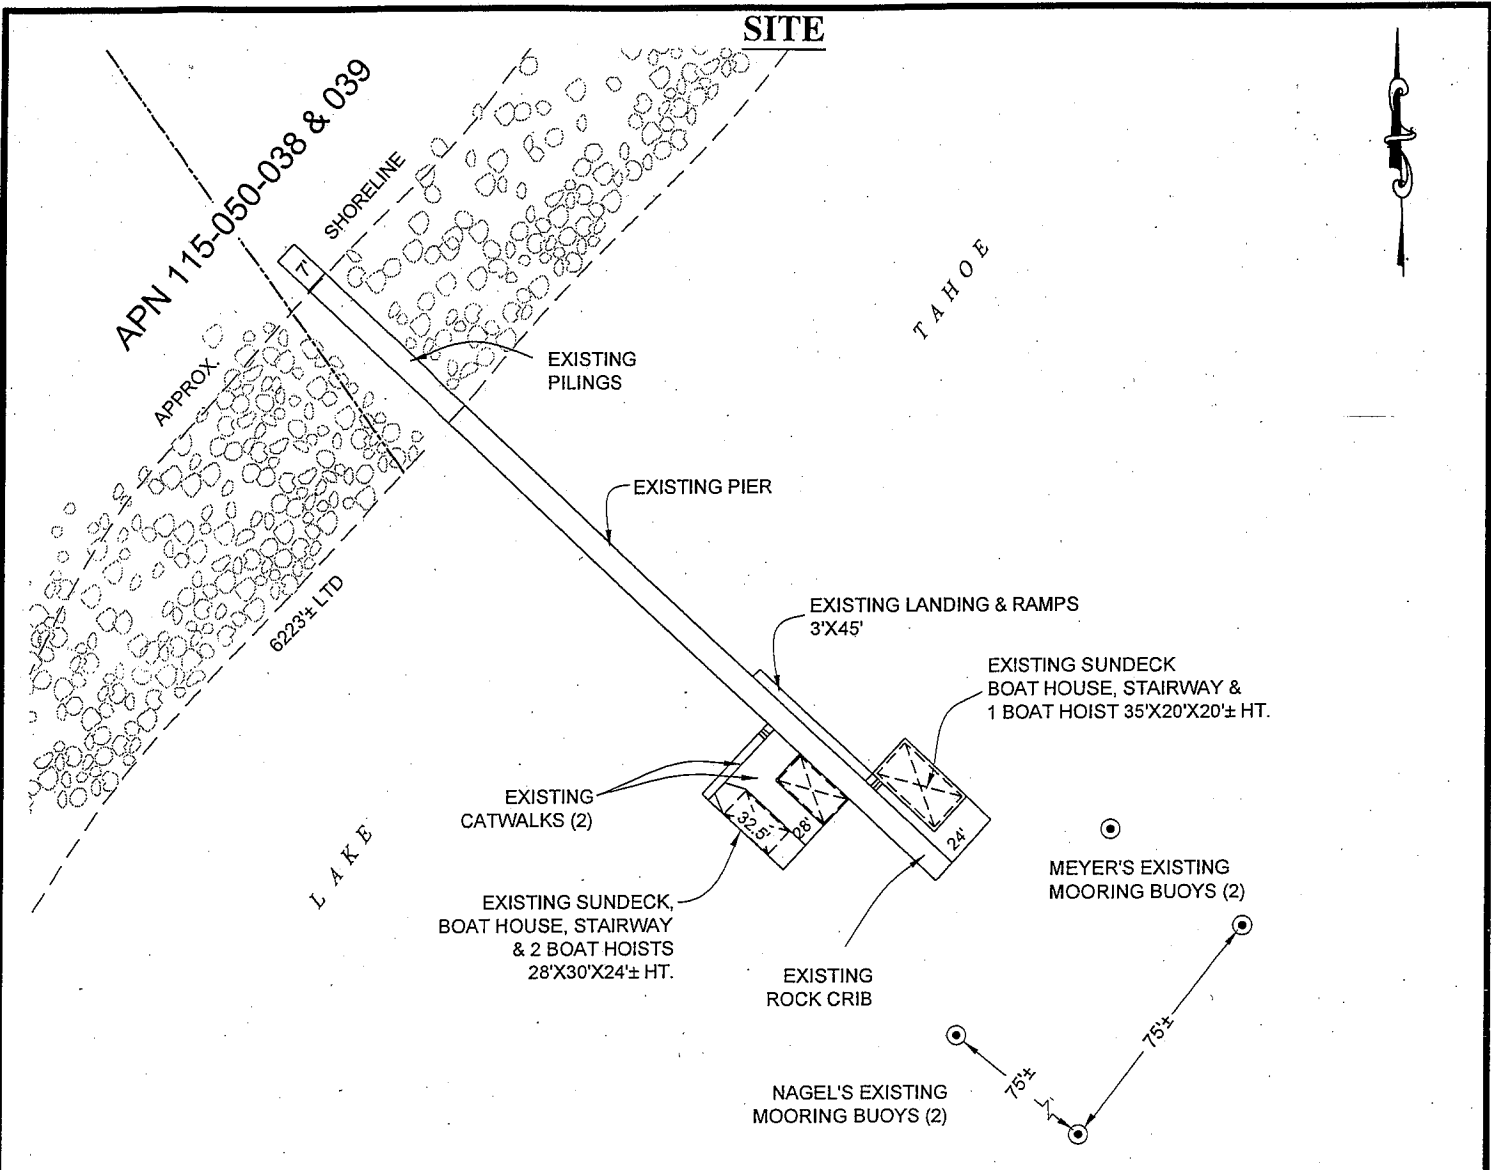 SITE
APN 115-050-038 & 039
SHORELINE
7'
APPROX.
EXISTING
PILINGS
TAHOE
EXISTING PIER
6223'± LTD
EXISTING LANDING & RAMPS
3'X45'
EXISTING SUNDECK
BOAT HOUSE, STAIRWAY &
1 BOAT HOIST 35'X20'X20'± HT.
EXISTING
CATWALKS (2)
32.5'
28'
24'
LAKE
MEYER'S EXISTING
MOORING BUOYS (2)
EXISTING SUNDECK,
BOAT HOUSE, STAIRWAY
& 2 BOAT HOISTS
28'X30'X24'± HT.
EXISTING
ROCK CRIB
75'±
75'±
NAGEL'S EXISTING
MOORING BUOYS (2)